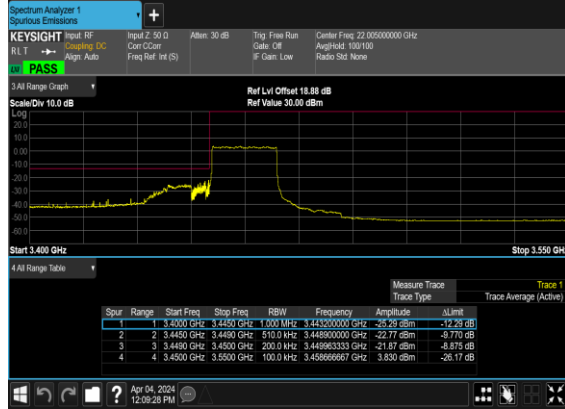 Spectrum Analyzer 1
Spurious Emissions
KEYSIGHT
Input: RF
Coupling: DC
Align: Auto
RLT
Input Z: 50 Ω
Corr CCorr
Freq Ref: Int (S)
Atten: 30 dB
Trig: Free Run
Gate: Off
IF Gain: Low
Center Freq: 22.005000000 GHz
Avg|Hold: 100/100
Radio Std: None
PASS
3 All Range Graph
Scale/Div 10.0 dB
Ref Lvl Offset 18.88 dB
Ref Value 30.00 dBm
Log
20.0
10.0
0.00
-10.0
-20.0
-30.0
-40.0
-50.0
-60.0
Start 3.400 GHz
Stop 3.550 GHz
4 All Range Table
Measure Trace Trace 1
Trace Type Trace Average (Active)
Spur Range Start Freq Stop Freq RBW Frequency Amplitude ΔLimit
1 1 3.4000 GHz 3.4450 GHz 1.000 MHz 3.443200000 GHz -25.29 dBm -12.29 dB
2 2 3.4450 GHz 3.4490 GHz 510.0 kHz 3.448900000 GHz -22.77 dBm -9.770 dB
3 3 3.4490 GHz 3.4500 GHz 200.0 kHz 3.449963333 GHz -21.87 dBm -8.875 dB
4 4 3.4500 GHz 3.5500 GHz 100.0 kHz 3.458666667 GHz 3.830 dBm -26.17 dB
?
Apr 04, 2024
12:09:28 PM